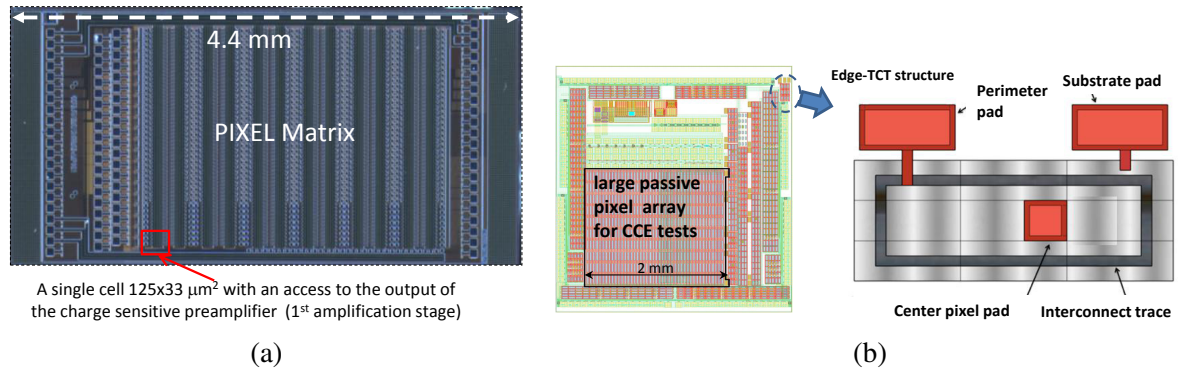 4.4 mm
PIXEL Matrix
A single cell 125x33 μm² with an access to the output of
the charge sensitive preamplifier (1st amplification stage)
(a)
large passive
pixel array
for CCE tests
2 mm
Edge-TCT structure
Perimeter
pad
Substrate pad
Center pixel pad
Interconnect trace
(b)